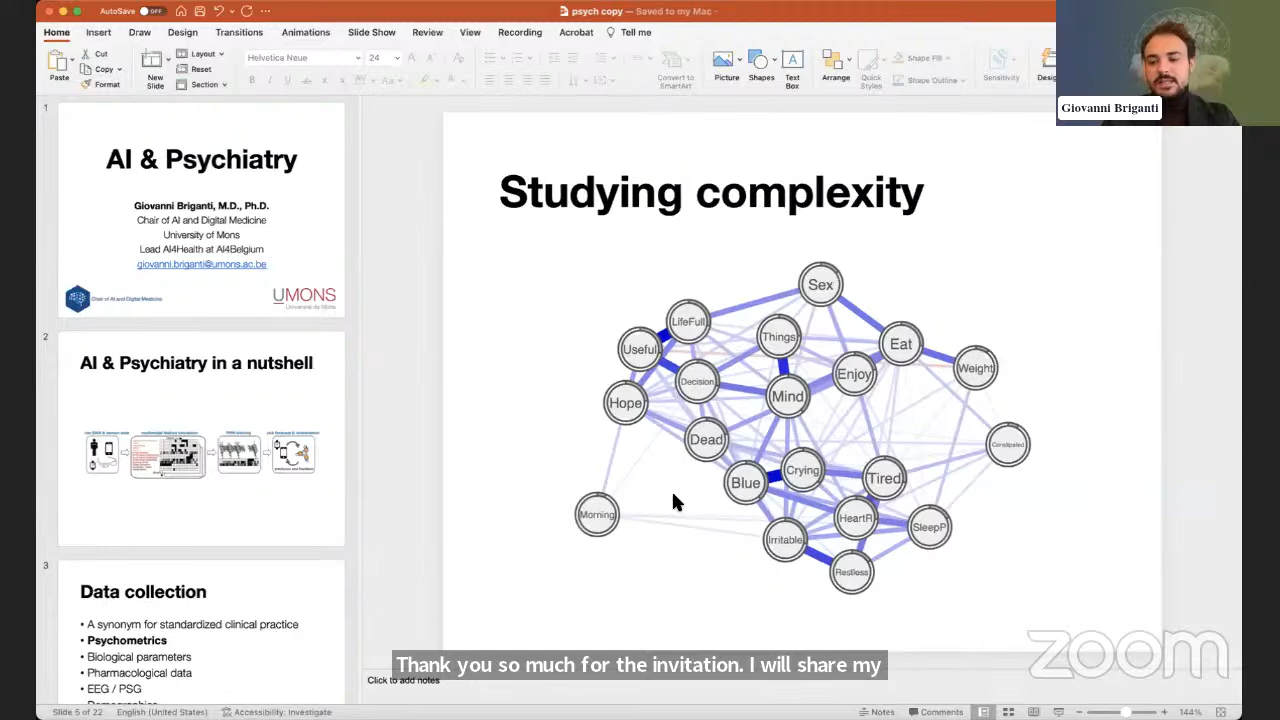 AutoSave OFF
psych copy — Saved to my Mac
Home Insert Draw Design Transitions Animations Slide Show Review View Recording Acrobat Tell me
Paste
Cut
Copy
Format
New Slide
Layout
Reset
Section
Helvetica Neue 24
Convert to SmartArt
Picture
Shapes
Text Box
Arrange
Quick Styles
Shape Fill
Shape Outline
Sensitivity
Giovanni Briganti
1
AI & Psychiatry
Giovanni Briganti, M.D., Ph.D.
Chair of AI and Digital Medicine
University of Mons
Lead AI4Health at AI4Belgium
giovanni.briganti@umons.ac.be
Chair of AI and Digital Medicine
UMONS
Université de Mons
2
AI & Psychiatry in a nutshell
3
Data collection
• A synonym for standardized clinical practice
• Psychometrics
• Biological parameters
• Pharmacological data
• EEG / PSG
Studying complexity
Sex
LifeFull
Things
Useful
Eat
Weight
Decision
Enjoy
Hope
Mind
Dead
Constipated
Crying
Blue
Tired
Morning
HeartR
SleepP
Irritable
Restless
Thank you so much for the invitation. I will share my
zoom
Click to add notes
Slide 5 of 22 English (United States) Accessibility: Investigate Notes Comments 144%